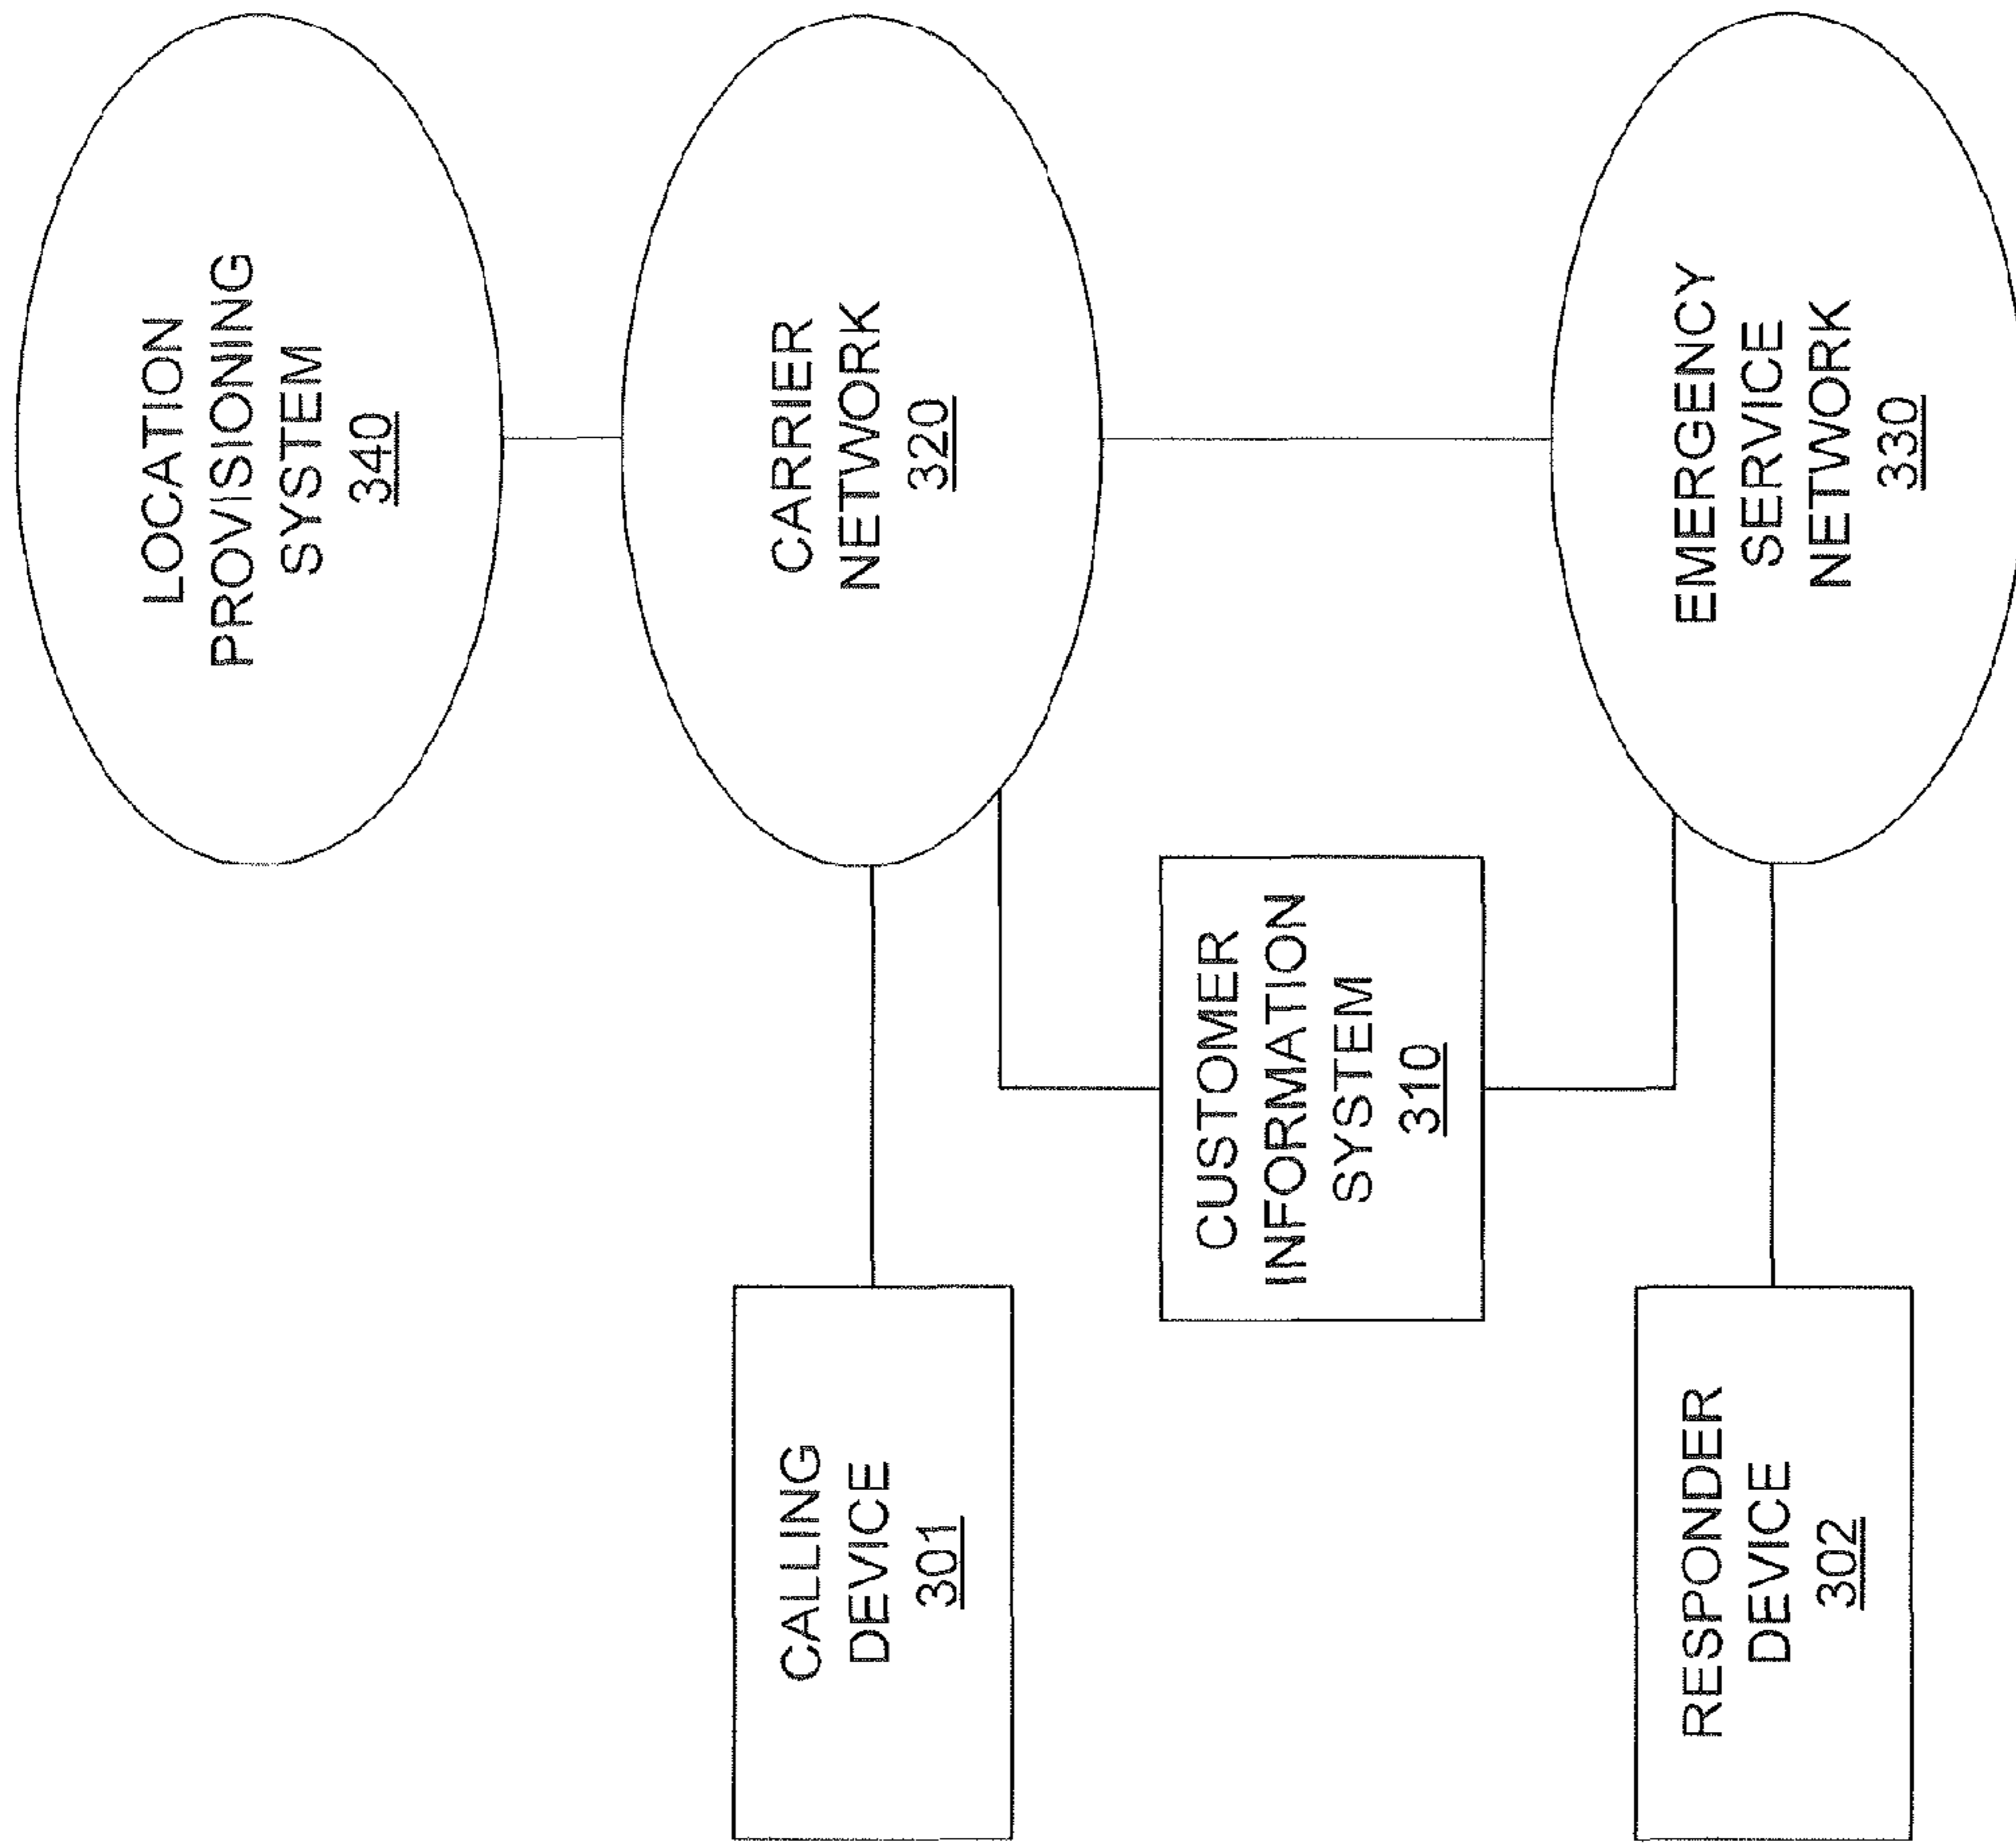 LOCATION
PROVISIONING
SYSTEM
340
CARRIER
NETWORK
320
EMERGENCY
SERVICE
NETWORK
330
CUSTOMER
INFORMATION
SYSTEM
310
CALLING
DEVICE
301
RESPONDER
DEVICE
302